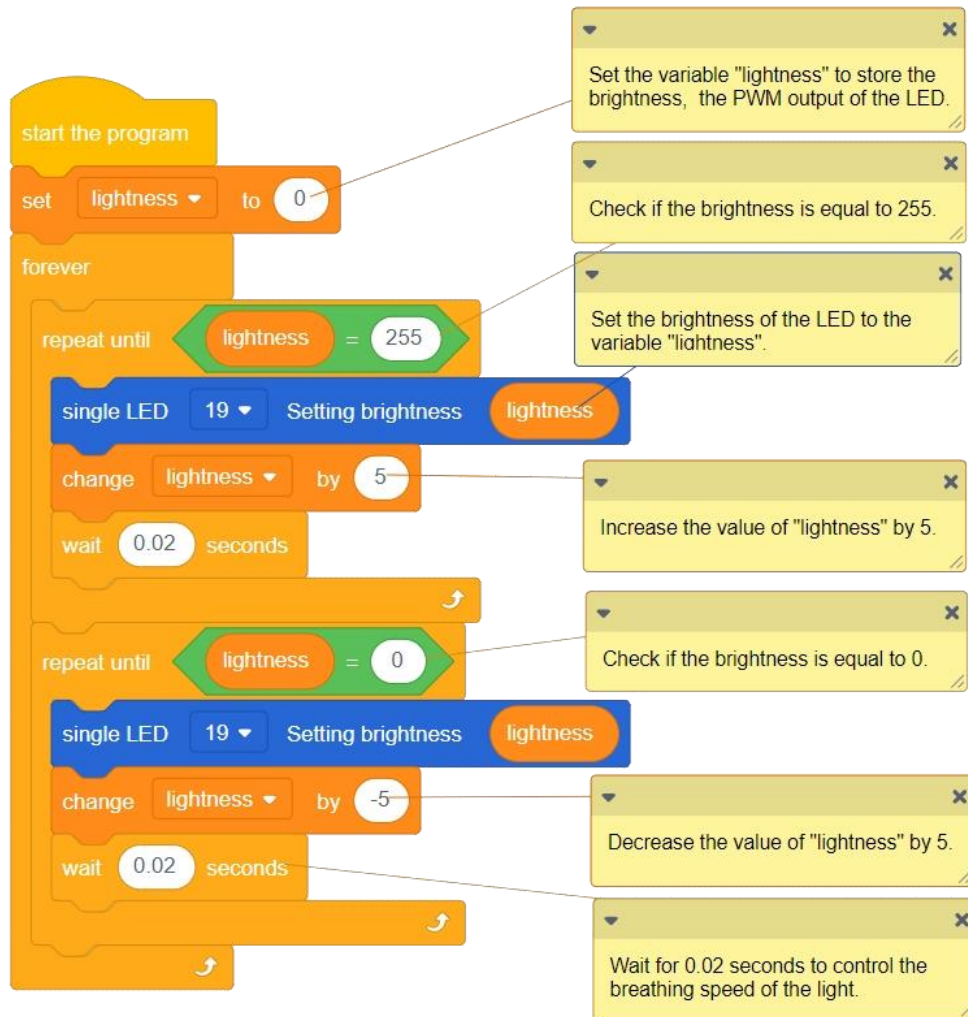 start the program
set lightness to 0
forever
repeat until lightness = 255
single LED 19 Setting brightness lightness
change lightness by 5
wait 0.02 seconds
repeat until lightness = 0
single LED 19 Setting brightness lightness
change lightness by -5
wait 0.02 seconds
Set the variable "lightness" to store the
brightness, the PWM output of the LED.
Check if the brightness is equal to 255.
Set the brightness of the LED to the
variable "lightness".
Increase the value of "lightness" by 5.
Check if the brightness is equal to 0.
Decrease the value of "lightness" by 5.
Wait for 0.02 seconds to control the
breathing speed of the light.